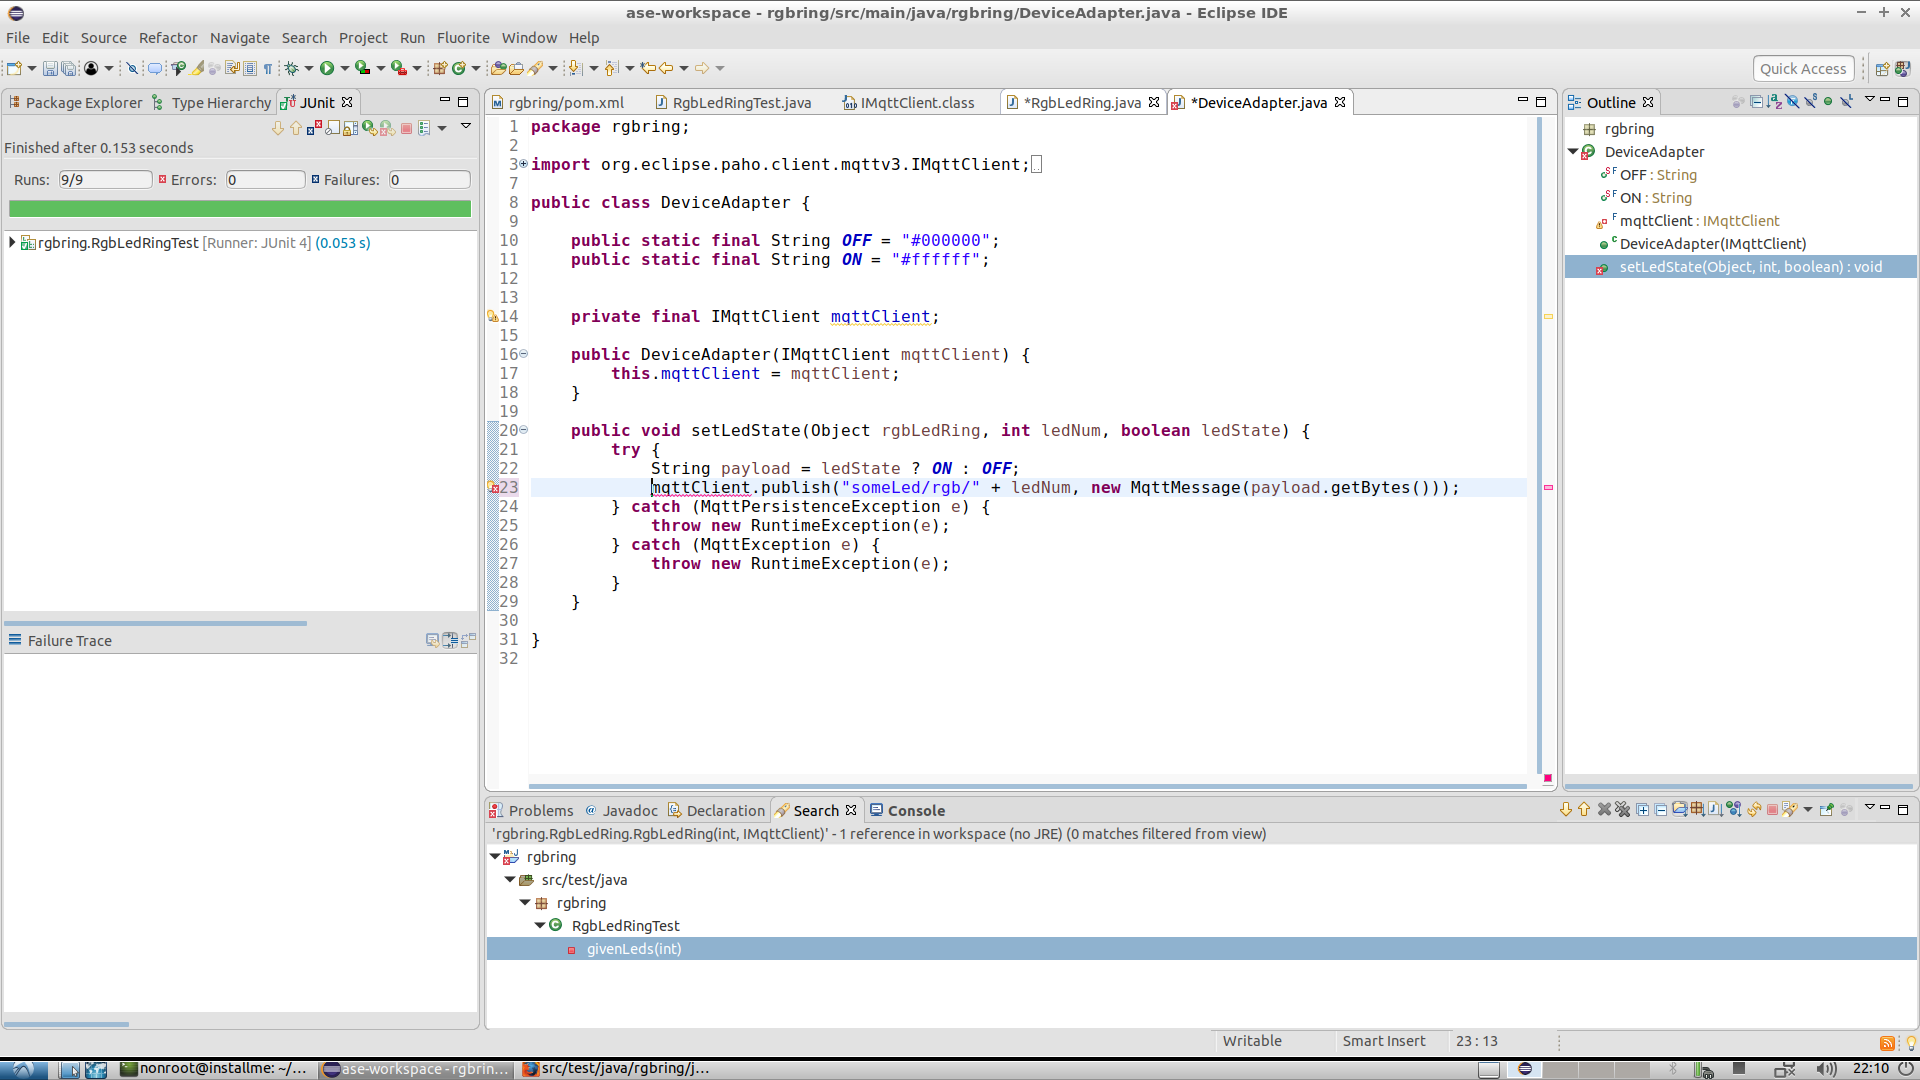 ase-workspace - rgbring/src/main/java/rgbring/DeviceAdapter.java - Eclipse IDE
File Edit Source Refactor Navigate Search Project Run Fluorite Window Help
Quick Access
Package Explorer Type Hierarchy JUnit
Finished after 0.153 seconds
Runs: 9/9 Errors: 0 Failures: 0
rgbring.RgbLedRingTest [Runner: JUnit 4] (0.053 s)
Failure Trace
rgbring/pom.xml RgbLedRingTest.java IMqttClient.class *RgbLedRing.java *DeviceAdapter.java
1 package rgbring;
2
3 import org.eclipse.paho.client.mqttv3.IMqttClient;
7
8 public class DeviceAdapter {
9
10 public static final String OFF = "#000000";
11 public static final String ON = "#ffffff";
12
13
14 private final IMqttClient mqttClient;
15
16 public DeviceAdapter(IMqttClient mqttClient) {
17 this.mqttClient = mqttClient;
18 }
19
20 public void setLedState(Object rgbLedRing, int ledNum, boolean ledState) {
21 try {
22 String payload = ledState ? ON : OFF;
23 mqttClient.publish("someLed/rgb/" + ledNum, new MqttMessage(payload.getBytes()));
24 } catch (MqttPersistenceException e) {
25 throw new RuntimeException(e);
26 } catch (MqttException e) {
27 throw new RuntimeException(e);
28 }
29 }
30
31 }
32
Outline
rgbring
DeviceAdapter
OFF : String
ON : String
mqttClient : IMqttClient
DeviceAdapter(IMqttClient)
setLedState(Object, int, boolean) : void
Problems Javadoc Declaration Search Console
'rgbring.RgbLedRing.RgbLedRing(int, IMqttClient)' - 1 reference in workspace (no JRE) (0 matches filtered from view)
rgbring
src/test/java
rgbring
RgbLedRingTest
givenLeds(int)
Writable Smart Insert 23 : 13
nonroot@installme: ~/... ase-workspace - rgbrin... src/test/java/rgbring/j... 22:10